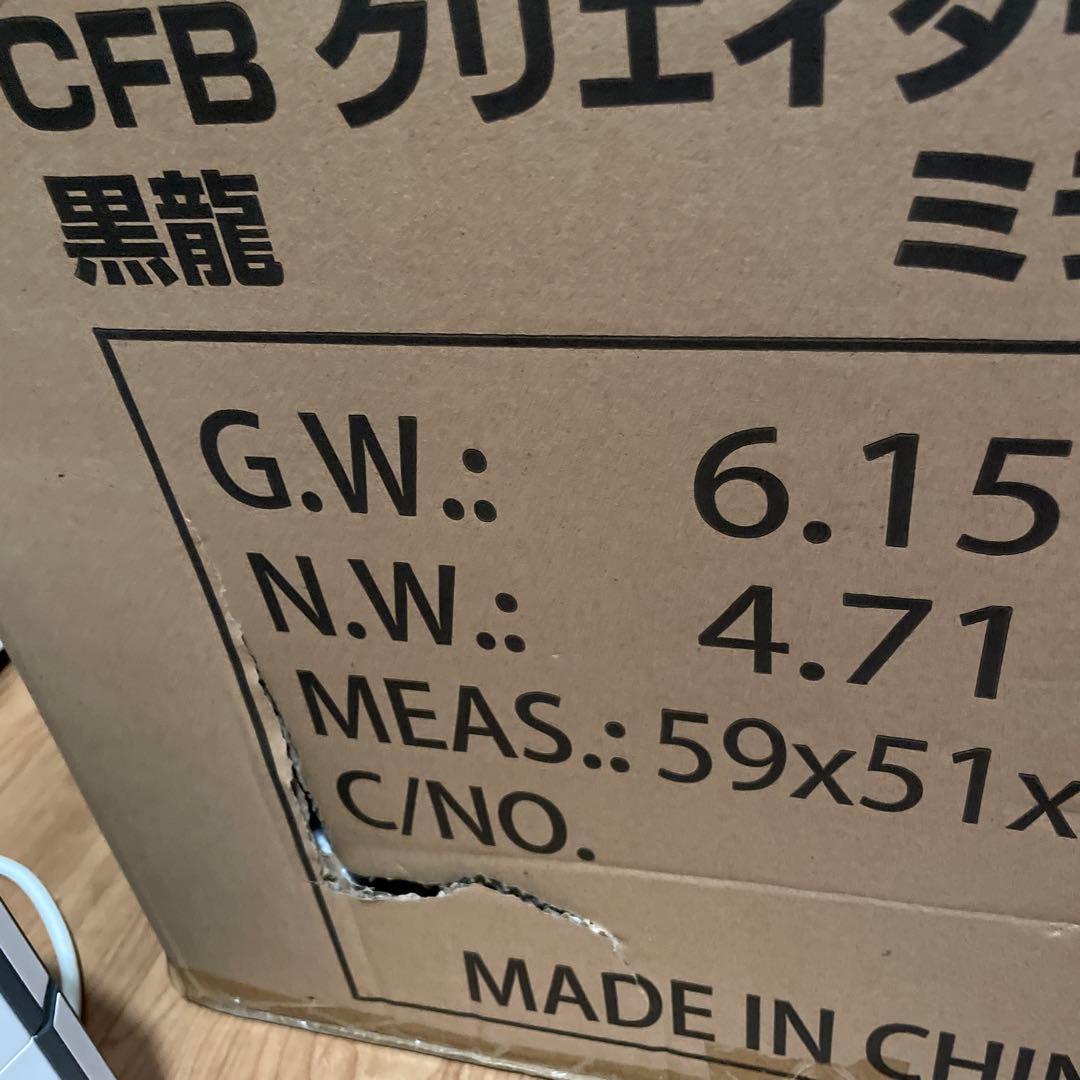 CFB クリエイタ
黒龍 ミ
G.W.: 6.15
N.W.: 4.71
MEAS.: 59x51x
C/NO.
MADE IN CHIN